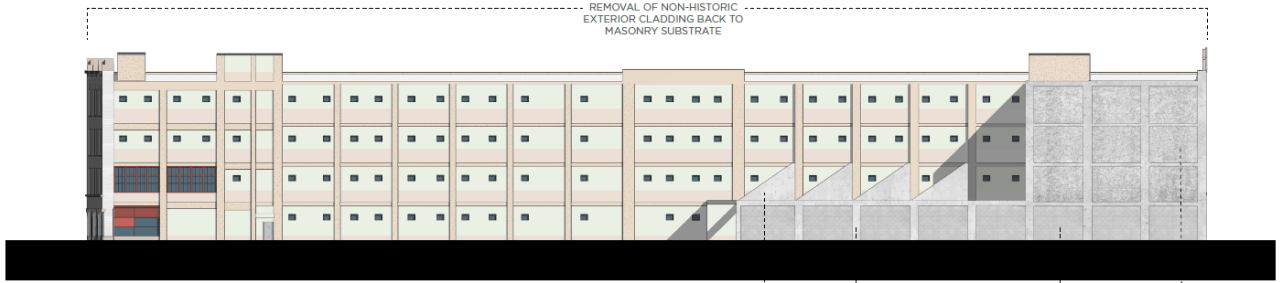 REMOVAL OF NON-HISTORIC
EXTERIOR CLADDING BACK TO
MASONRY SUBSTRATE